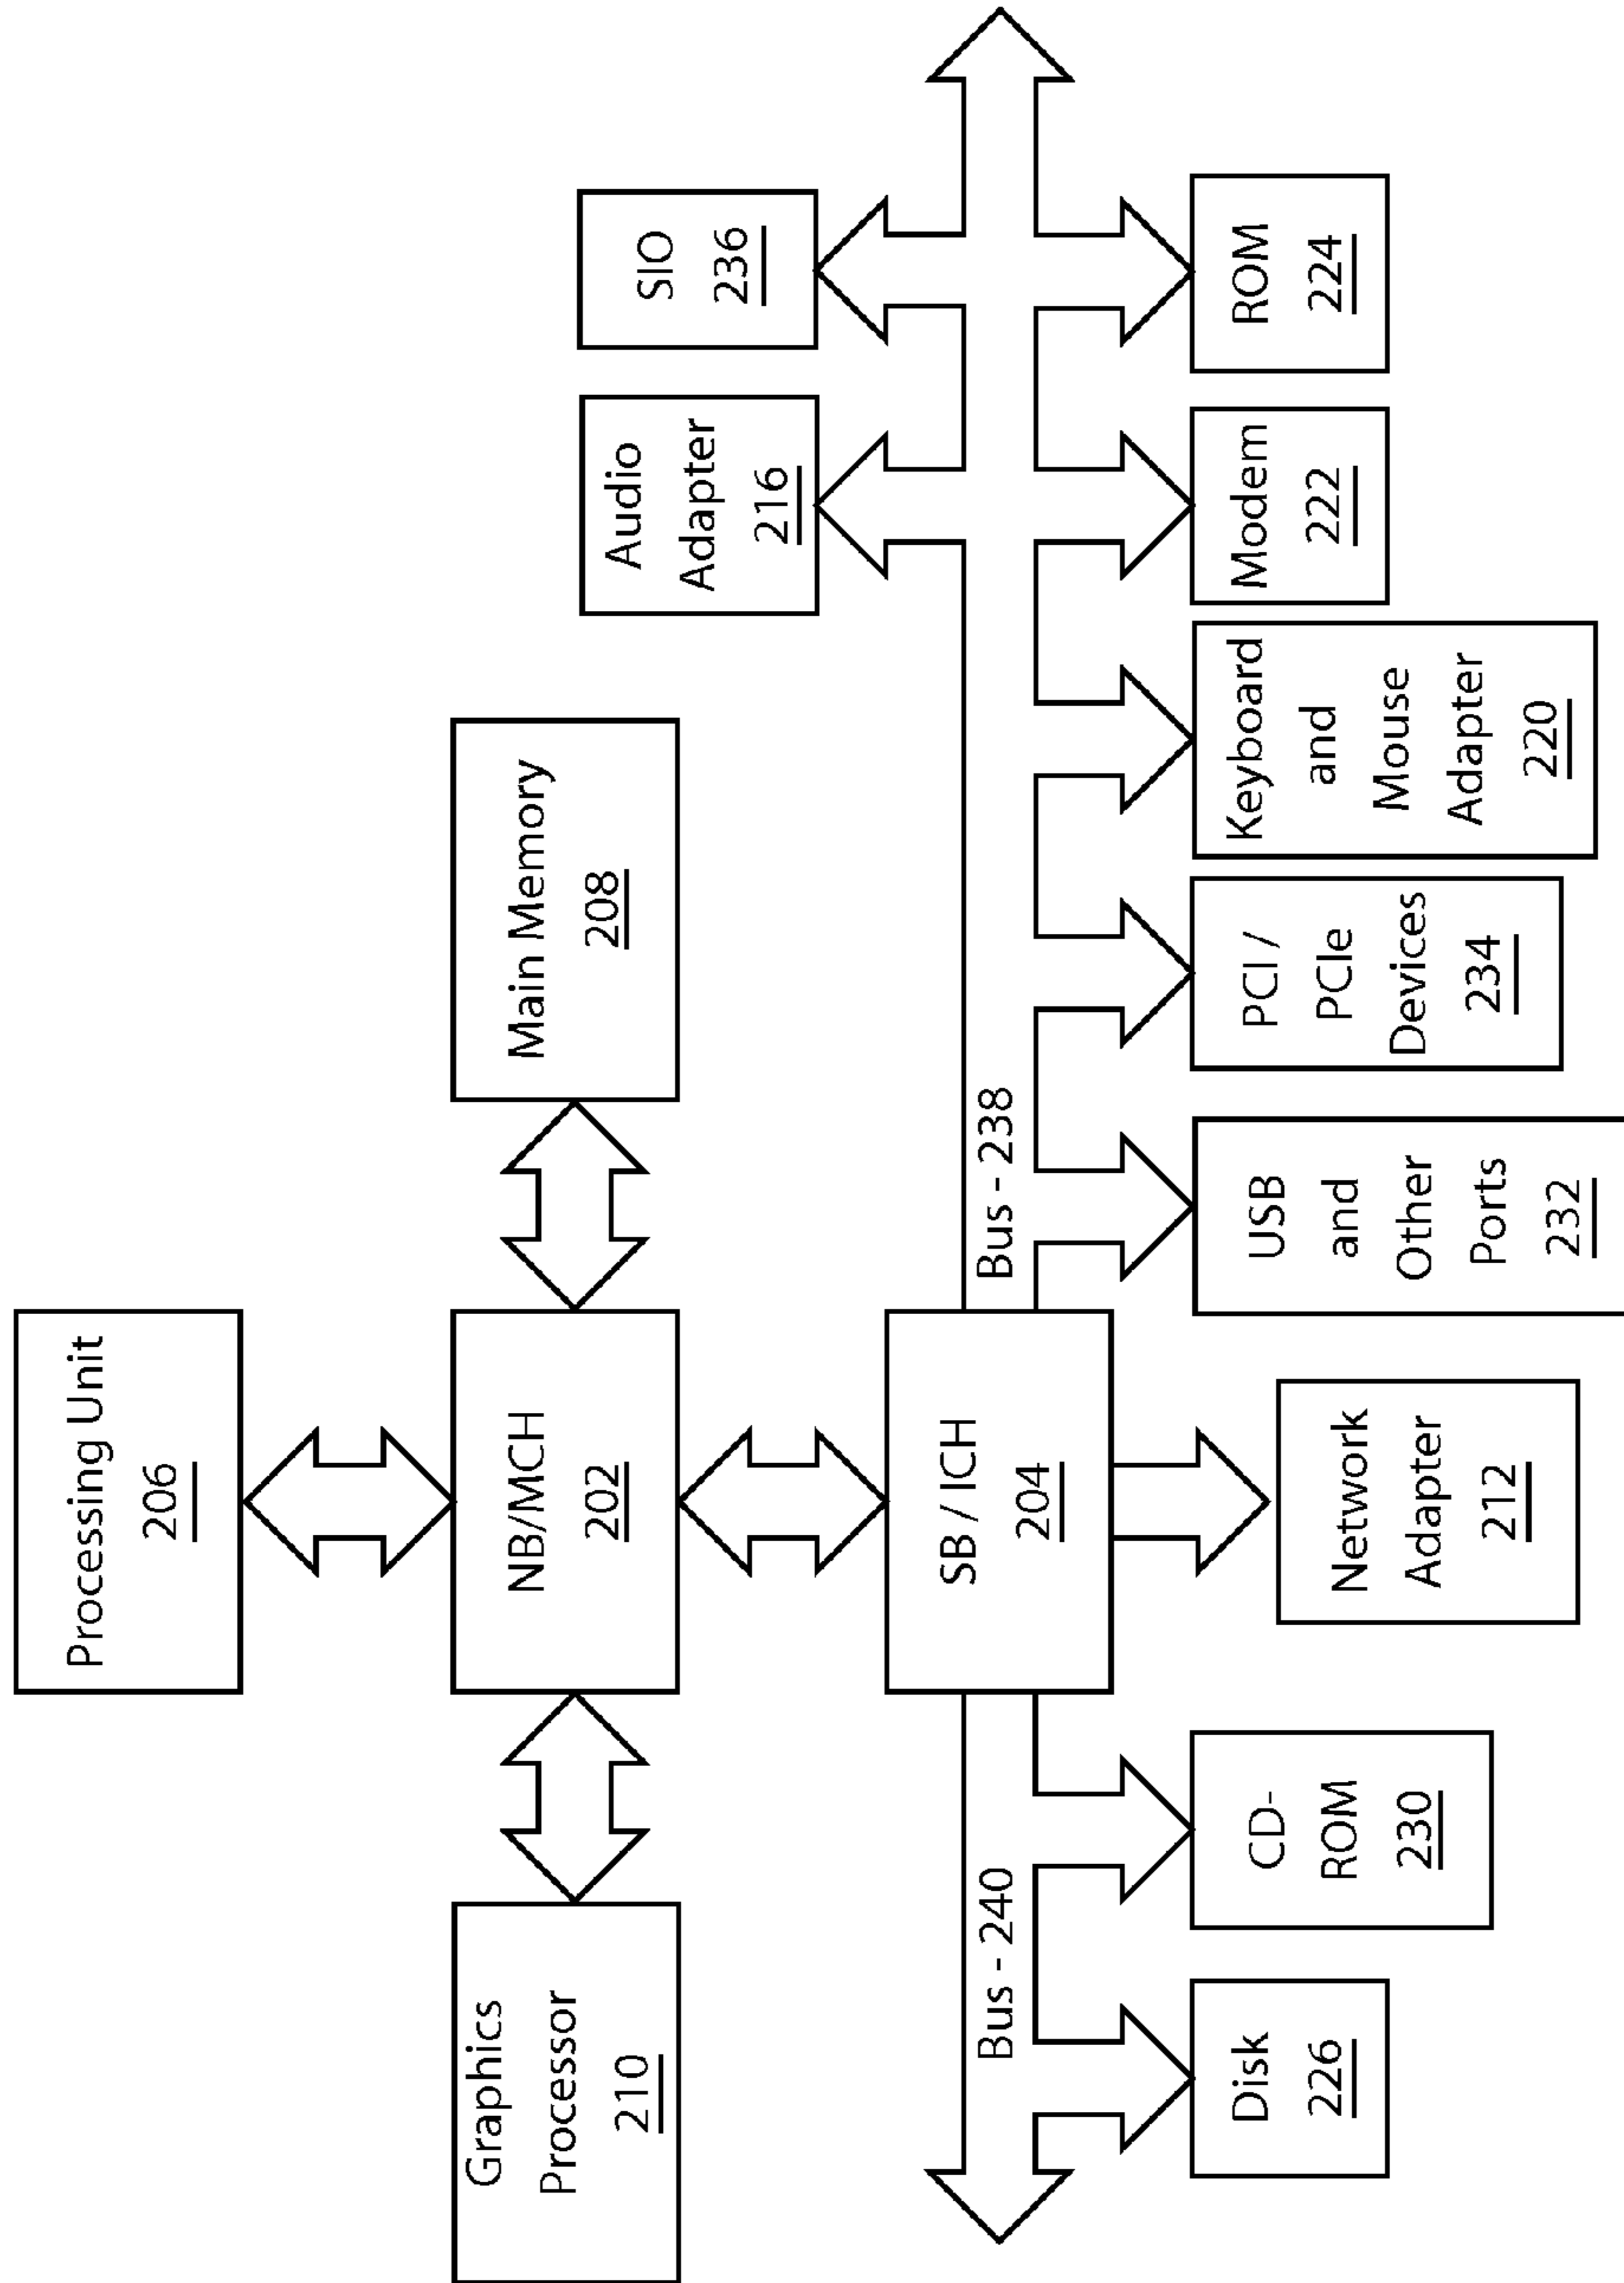 Processing Unit
206
Graphics
Processor
210
NB/MCH
202
Main Memory
208
Audio
Adapter
216
SIO
236
SB / ICH
204
Bus - 240
Bus - 238
Disk
226
CD-
ROM
230
Network
Adapter
212
USB
and
Other
Ports
232
PCI /
PCIe
Devices
234
Keyboard
and
Mouse
Adapter
220
Modem
222
ROM
224